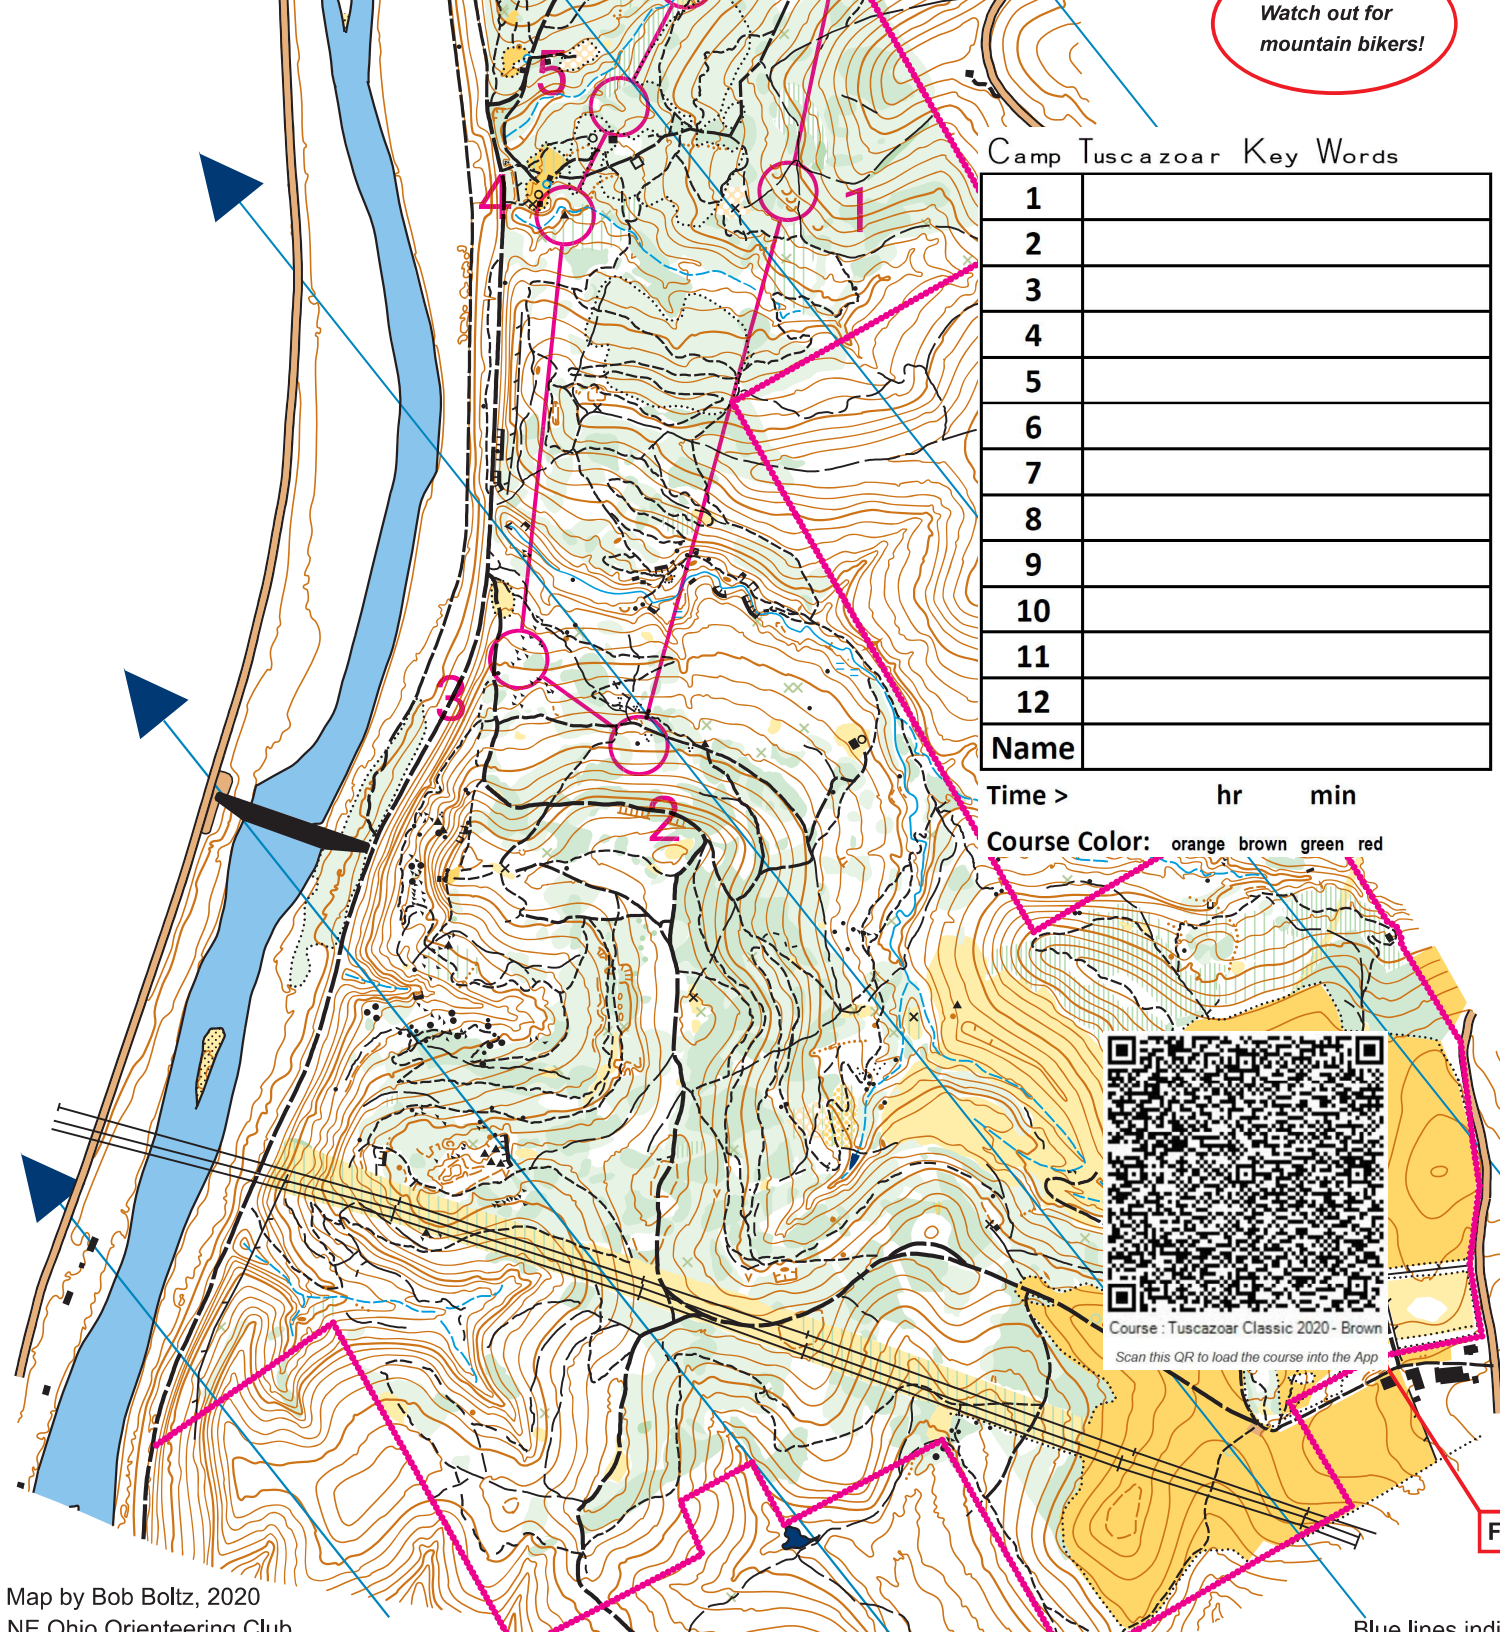 Watch out for
mountain bikers!
5
4
1
3
2
Camp Tuscazoar Key Words
1
2
3
4
5
6
7
8
9
10
11
12
Name
Time > hr min
Course Color: orange brown green red
Course : Tuscazoar Classic 2020 - Brown
Scan this QR to load the course into the App
F
Map by Bob Boltz, 2020
NE Ohio Orienteering Club
Blue lines indi